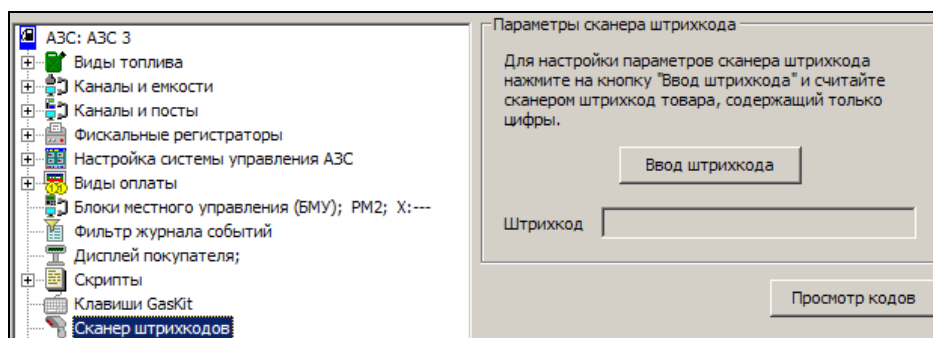 АЗС: АЗС 3
Виды топлива
Каналы и емкости
Каналы и посты
Фискальные регистраторы
Настройка системы управления АЗС
Виды оплаты
Блоки местного управления (БМУ); РМ2; X:---
Фильтр журнала событий
Дисплей покупателя;
Скрипты
Клавиши GasKit
Сканер штрихкодов
Параметры сканера штрихкода
Для настройки параметров сканера штрихкода
нажмите на кнопку "Ввод штрихкода" и считайте
сканером штрихкод товара, содержащий только
цифры.
Ввод штрихкода
Штрихкод
Просмотр кодов